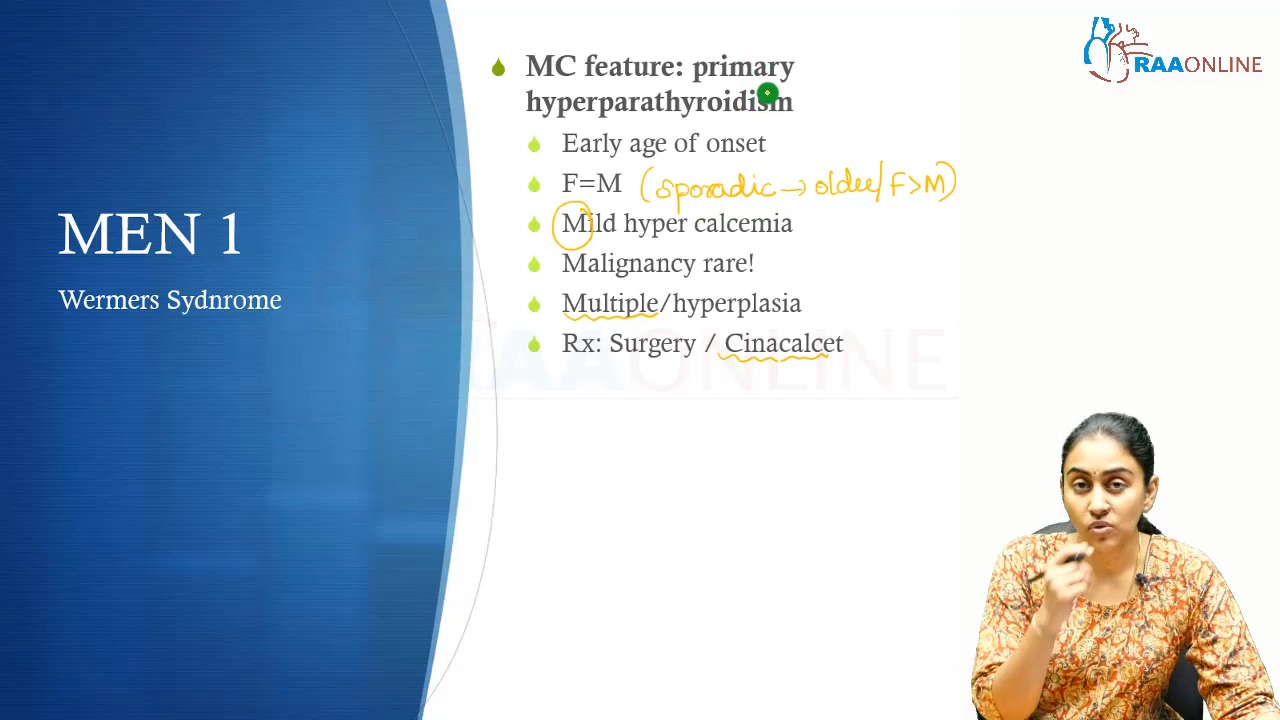 RAAONLINE
MC feature: primary
hyperparathyroidism
Early age of onset
F=M (sporadic → older/F>M)
Mild hyper calcemia
Malignancy rare!
Multiple/hyperplasia
Rx: Surgery / Cinacalcet
MEN 1
Wermers Sydnrome
RAAONLINE